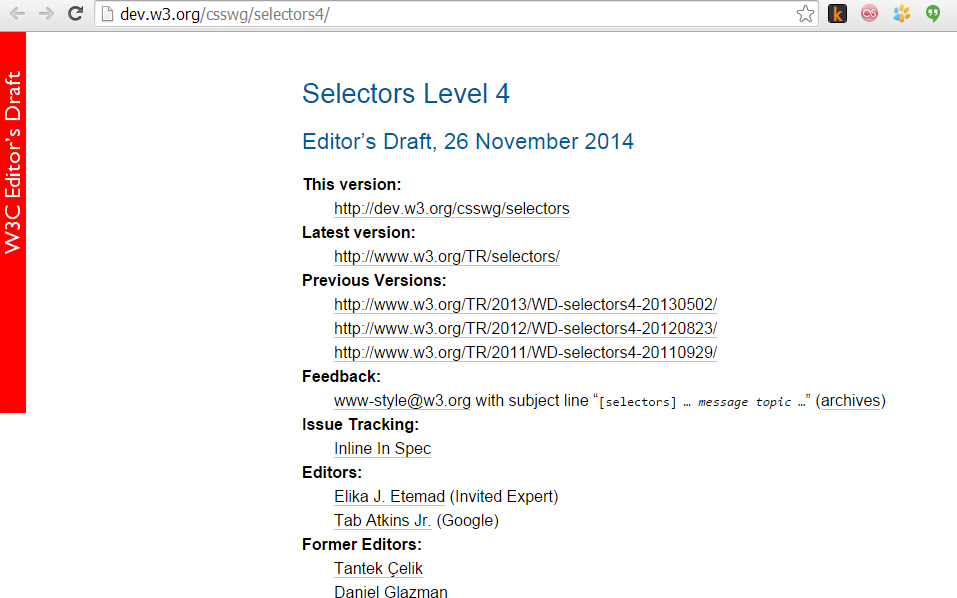 dev.w3.org/csswg/selectors4/
W3C Editor's Draft
Selectors Level 4
Editor’s Draft, 26 November 2014
This version:
http://dev.w3.org/csswg/selectors
Latest version:
http://www.w3.org/TR/selectors/
Previous Versions:
http://www.w3.org/TR/2013/WD-selectors4-20130502/
http://www.w3.org/TR/2012/WD-selectors4-20120823/
http://www.w3.org/TR/2011/WD-selectors4-20110929/
Feedback:
www-style@w3.org with subject line “[selectors] … message topic …” (archives)
Issue Tracking:
Inline In Spec
Editors:
Elika J. Etemad (Invited Expert)
Tab Atkins Jr. (Google)
Former Editors:
Tantek Çelik
Daniel Glazman